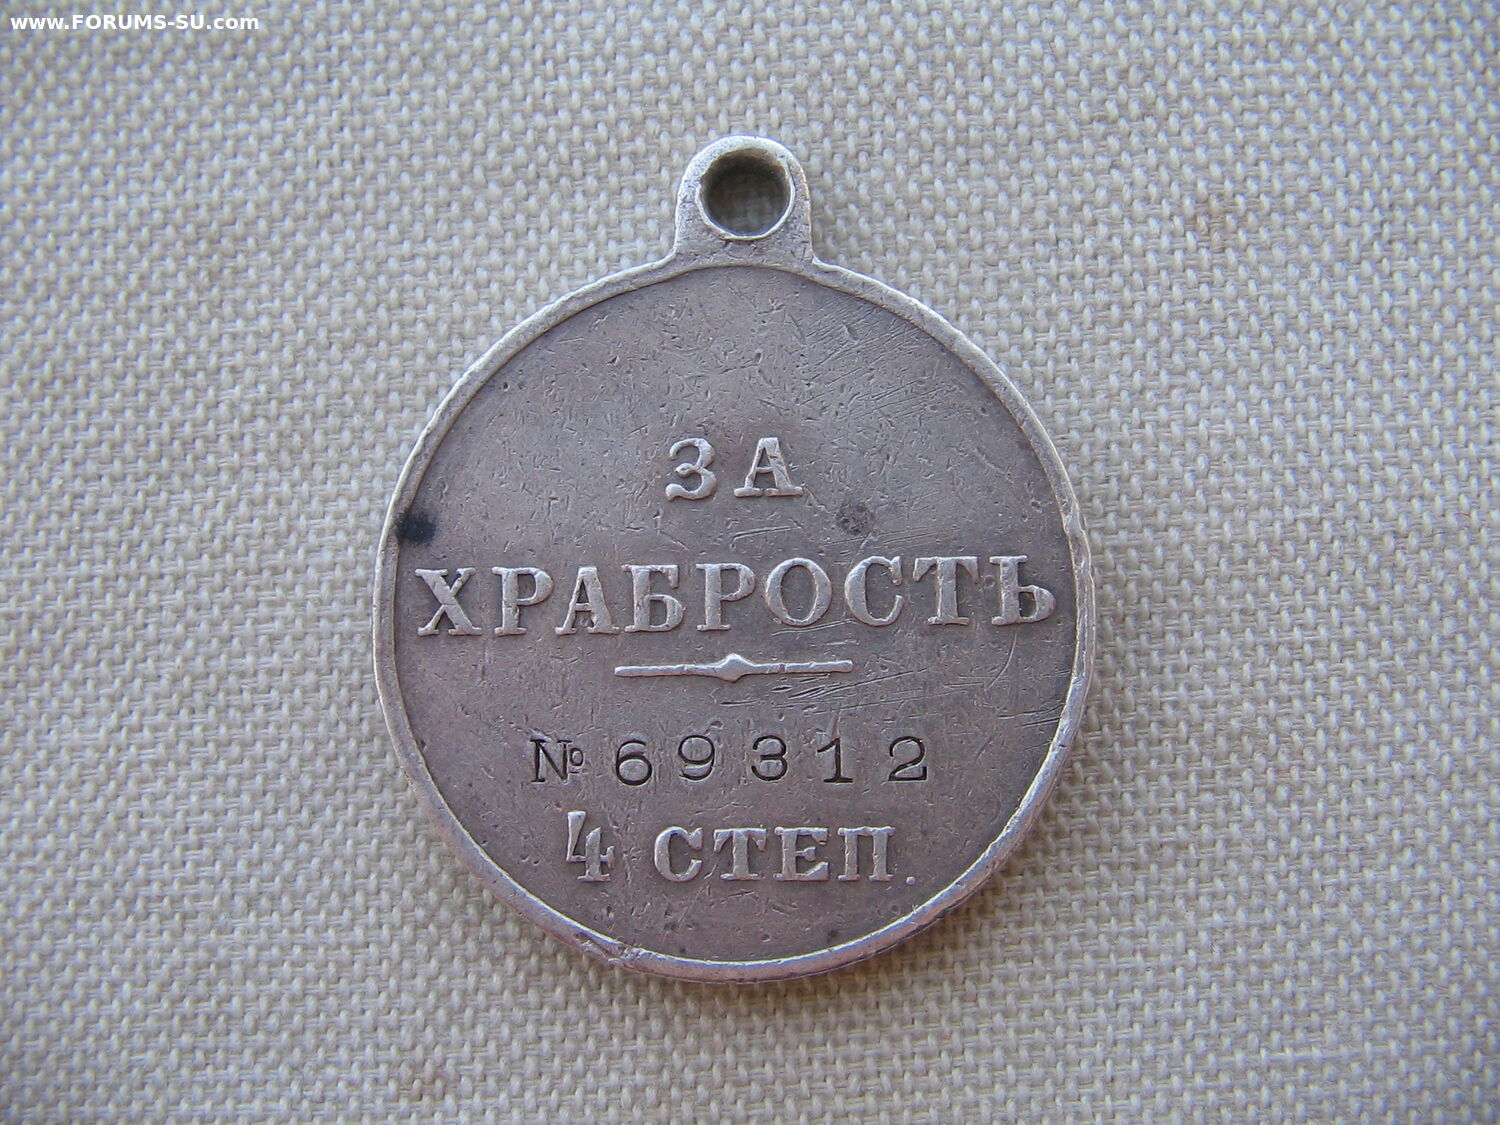 www.FORUMS-SU.com
ЗА
ХРАБРОСТЬ
№ 69312
4 СТЕП.